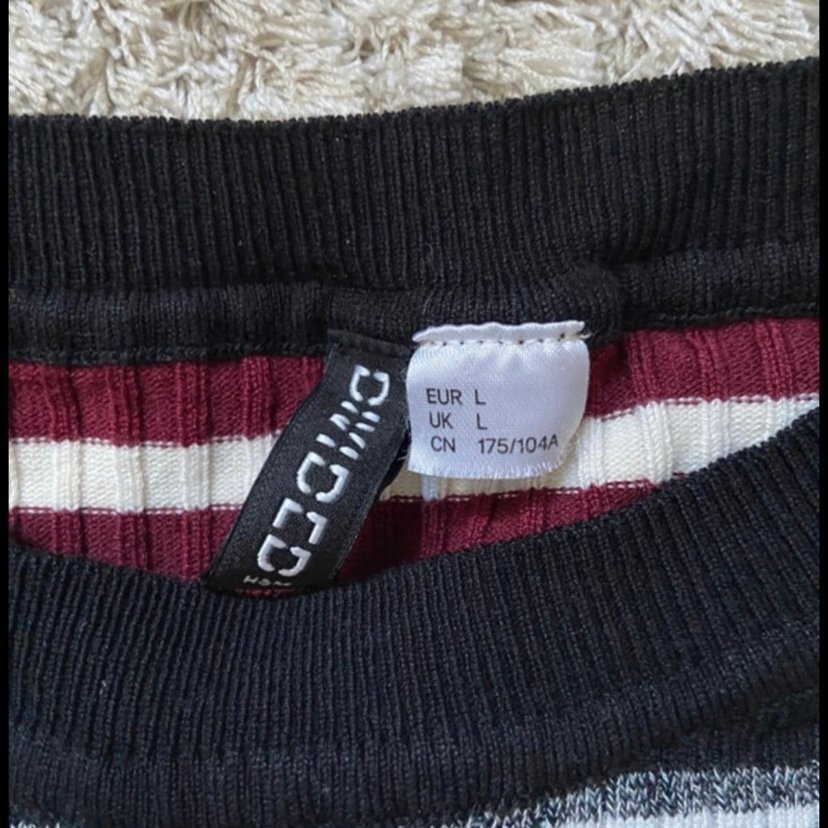 DIVIDED
H&M
EUR L
UK L
CN 175/104A